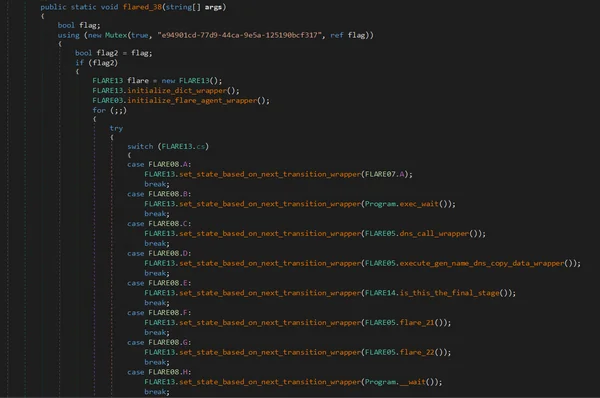 public static void flared_38(string[] args)
{
bool flag;
using (new Mutex(true, "e94901cd-77d9-44ca-9e5a-125190bcf317", ref flag))
{
bool flag2 = flag;
if (flag2)
{
FLARE13 flare = new FLARE13();
FLARE13.initialize_dict_wrapper();
FLARE03.initialize_flare_agent_wrapper();
for (;;)
{
try
{
switch (FLARE13.cs)
{
case FLARE08.A:
FLARE13.set_state_based_on_next_transition_wrapper(FLARE07.A);
break;
case FLARE08.B:
FLARE13.set_state_based_on_next_transition_wrapper(Program.exec_wait());
break;
case FLARE08.C:
FLARE13.set_state_based_on_next_transition_wrapper(FLARE05.dns_call_wrapper());
break;
case FLARE08.D:
FLARE13.set_state_based_on_next_transition_wrapper(FLARE05.execute_gen_name_dns_copy_data_wrapper());
break;
case FLARE08.E:
FLARE13.set_state_based_on_next_transition_wrapper(FLARE14.is_this_the_final_stage());
break;
case FLARE08.F:
FLARE13.set_state_based_on_next_transition_wrapper(FLARE05.flare_21());
break;
case FLARE08.G:
FLARE13.set_state_based_on_next_transition_wrapper(FLARE05.flare_22());
break;
case FLARE08.H:
FLARE13.set_state_based_on_next_transition_wrapper(Program.__wait());
break;